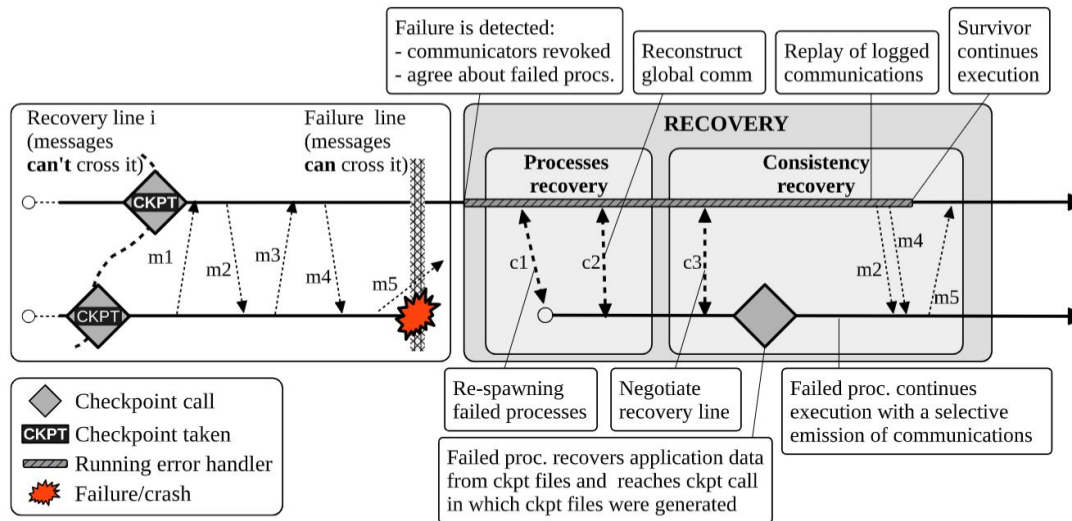 Failure is detected:
- communicators revoked
- agree about failed procs.
Reconstruct
global comm
Replay of logged
communications
Survivor
continues
execution
Recovery line i
(messages
can't cross it)
Failure line
(messages
can cross it)
RECOVERY
Processes
recovery
Consistency
recovery
CKPT
m1
m2
m3
m4
m5
CKPT
c1
c2
c3
m2
m4
m5
Checkpoint call
CKPT Checkpoint taken
Running error handler
Failure/crash
Re-spawning
failed processes
Negotiate
recovery line
Failed proc. continues
execution with a selective
emission of communications
Failed proc. recovers application data
from ckpt files and reaches ckpt call
in which ckpt files were generated